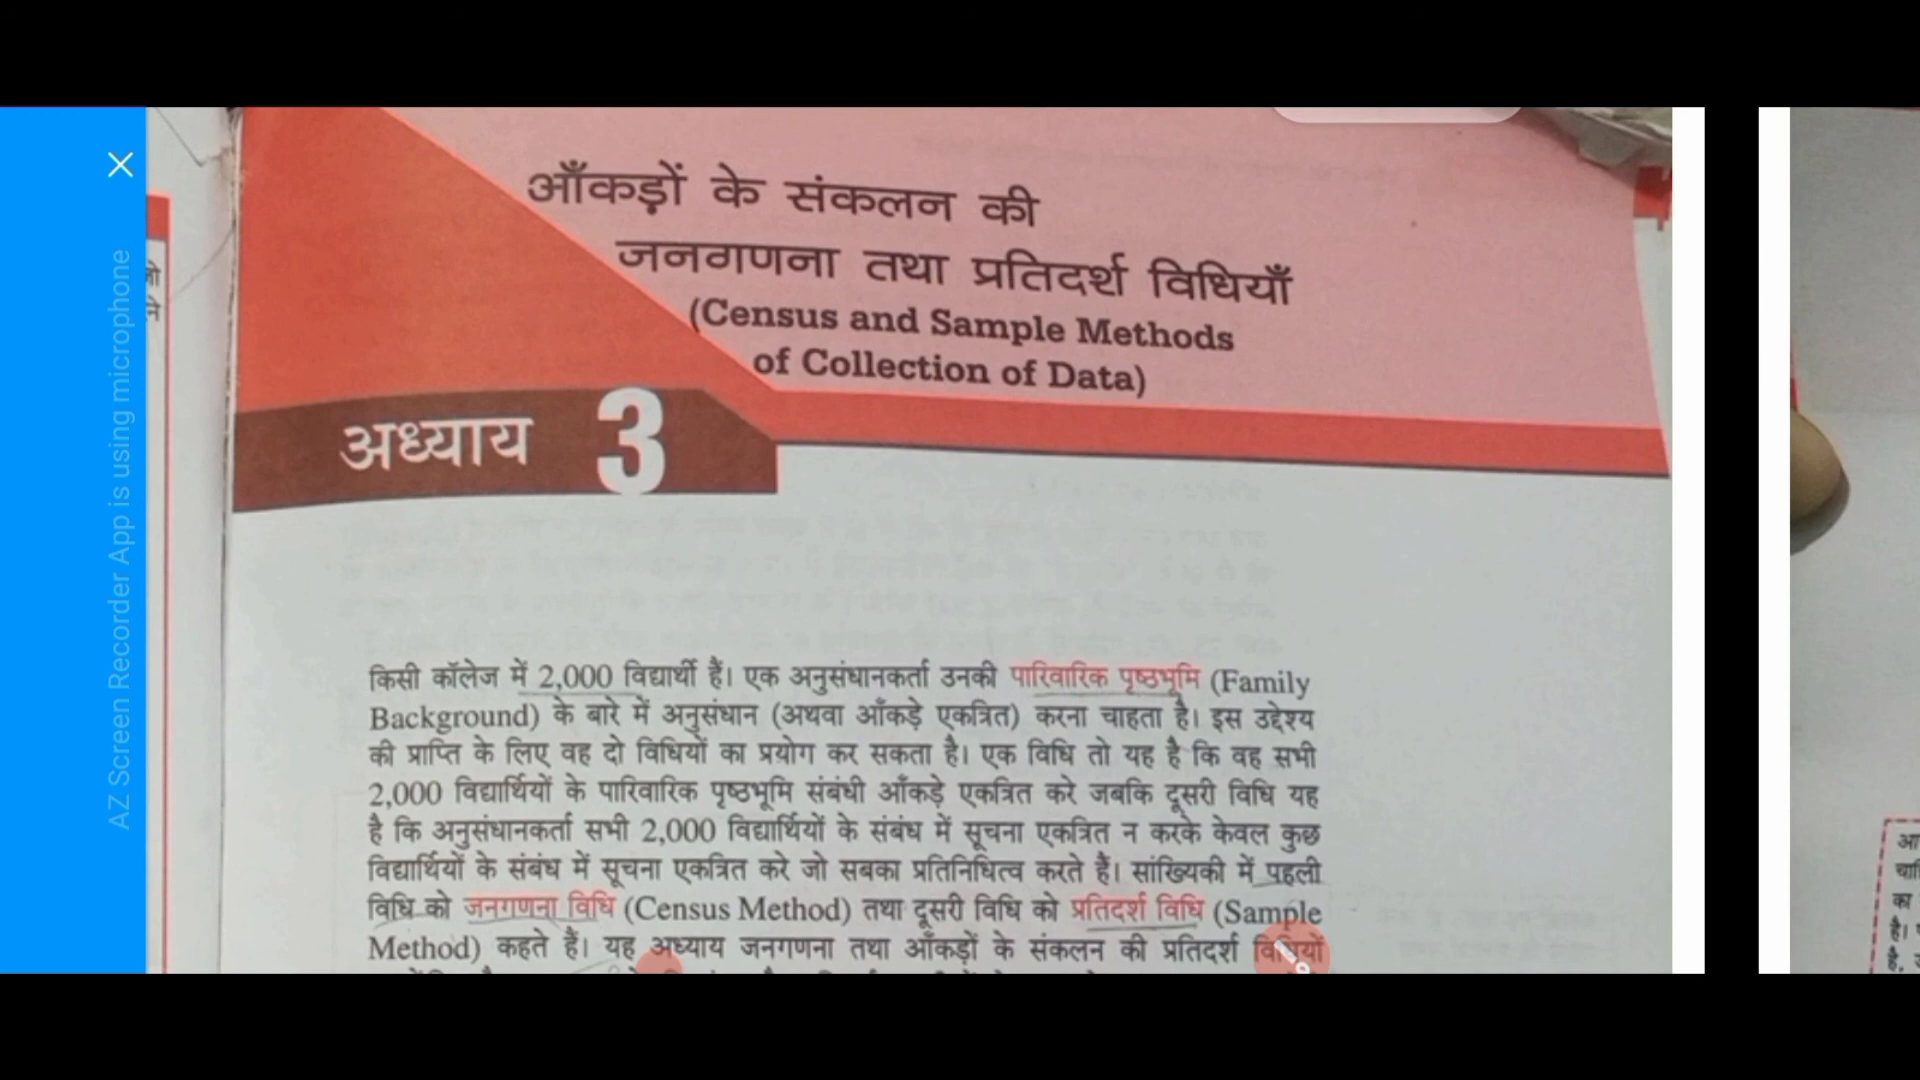 आँकड़ों के संकलन की
जनगणना तथा प्रतिदर्श विधियाँ
(Census and Sample Methods
of Collection of Data)
अध्याय 3
किसी कॉलेज में 2,000 विद्यार्थी हैं। एक अनुसंधानकर्ता उनकी पारिवारिक पृष्ठभूमि (Family
Background) के बारे में अनुसंधान (अथवा आँकड़े एकत्रित) करना चाहता है। इस उद्देश्य
की प्राप्ति के लिए वह दो विधियों का प्रयोग कर सकता है। एक विधि तो यह है कि वह सभी
2,000 विद्यार्थियों के पारिवारिक पृष्ठभूमि संबंधी आँकड़े एकत्रित करे जबकि दूसरी विधि यह
है कि अनुसंधानकर्ता सभी 2,000 विद्यार्थियों के संबंध में सूचना एकत्रित न करके केवल कुछ
विद्यार्थियों के संबंध में सूचना एकत्रित करे जो सबका प्रतिनिधित्व करते हैं। सांख्यिकी में पहली
विधि को जनगणना विधि (Census Method) तथा दूसरी विधि को प्रतिदर्श विधि (Sample
Method) कहते हैं। यह अध्याय जनगणना तथा आँकड़ों के संकलन की प्रतिदर्श विधियों
AZ Screen Recorder App is using microphone